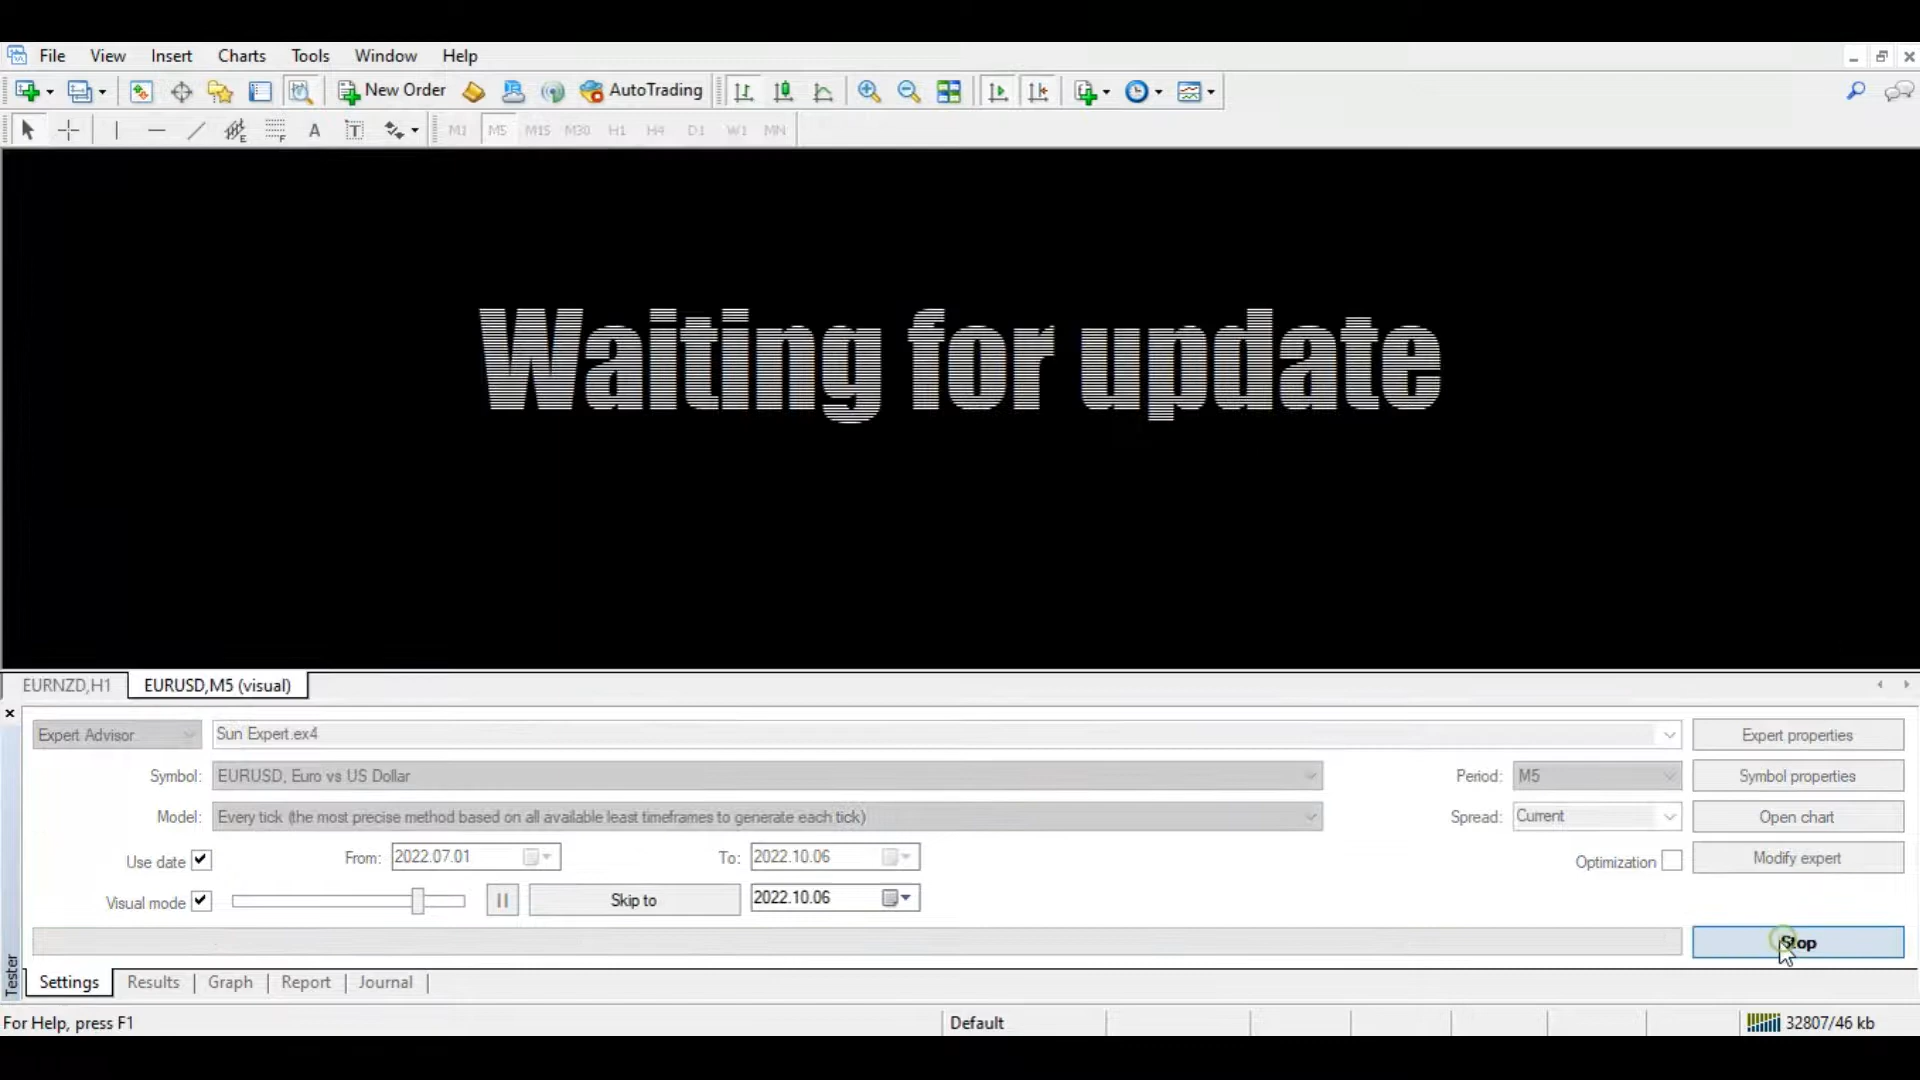 File View Insert Charts Tools Window Help
New Order AutoTrading
A T E F M1 M5 M15 M30 H1 H4 D1 W1 MN
Waiting for update
EURNZD,H1 EURUSD,M5 (visual)
Expert Advisor Sun Expert.ex4 Expert properties
Symbol: EURUSD, Euro vs US Dollar Period: M5 Symbol properties
Model: Every tick (the most precise method based on all available least timeframes to generate each tick) Spread: Current Open chart
Use date From: 2022.07.01 To: 2022.10.06 Optimization Modify expert
Visual mode Skip to 2022.10.06
Stop
Tester
Settings Results Graph Report Journal
For Help, press F1 Default 32807/46 kb